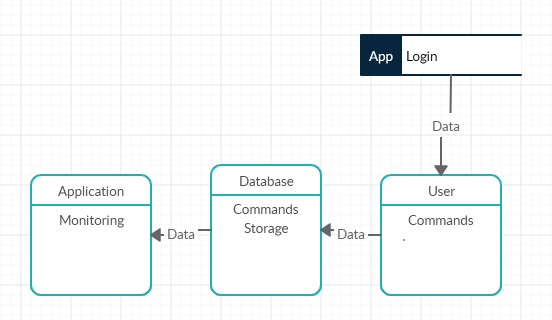 App Login
Data
Application
Monitoring
Data
Database
Commands
Storage
Data
User
Commands
.